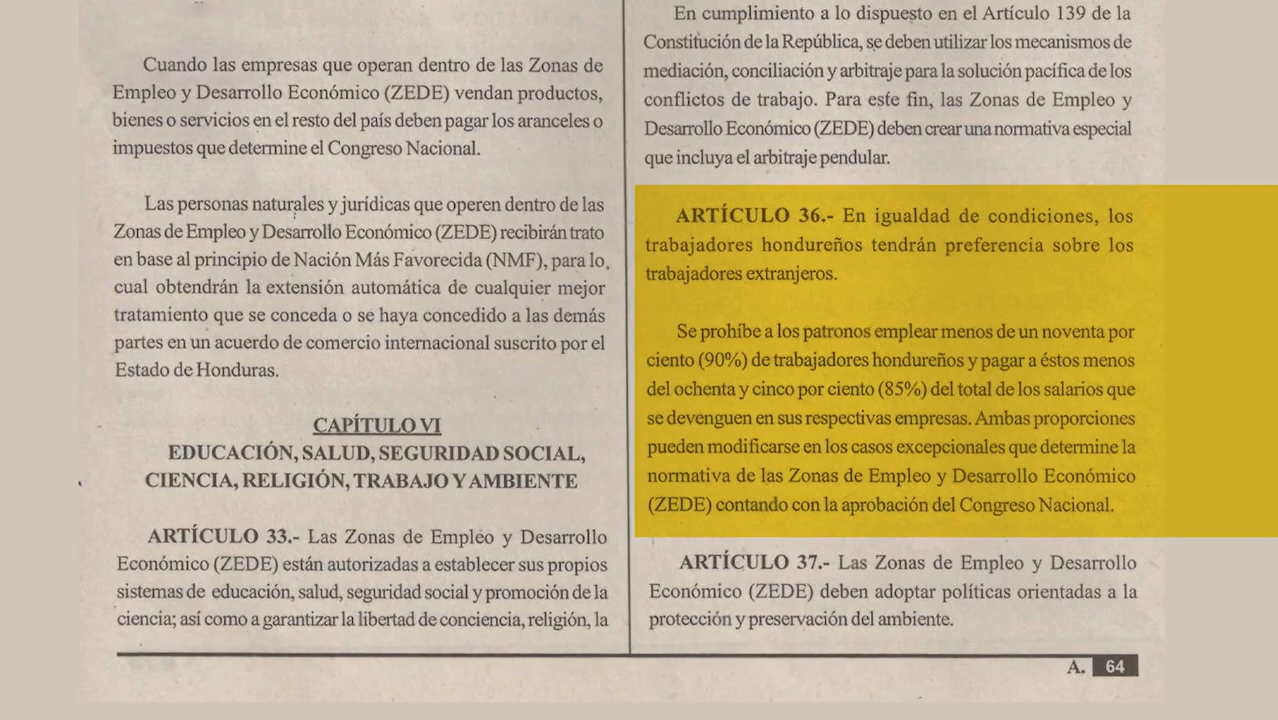 Cuando las empresas que operan dentro de las Zonas de
Empleo y Desarrollo Económico (ZEDE) vendan productos,
bienes o servicios en el resto del país deben pagar los aranceles o
impuestos que determine el Congreso Nacional.
Las personas naturales y jurídicas que operen dentro de las
Zonas de Empleo y Desarrollo Económico (ZEDE) recibirán trato
en base al principio de Nación Más Favorecida (NMF), para lo
cual obtendrán la extensión automática de cualquier mejor
tratamiento que se conceda o se haya concedido a las demás
partes en un acuerdo de comercio internacional suscrito por el
Estado de Honduras.
CAPÍTULO VI
EDUCACIÓN, SALUD, SEGURIDAD SOCIAL,
CIENCIA, RELIGIÓN, TRABAJO Y AMBIENTE
ARTÍCULO 33.- Las Zonas de Empleo y Desarrollo
Económico (ZEDE) están autorizadas a establecer sus propios
sistemas de educación, salud, seguridad social y promoción de la
ciencia; así como a garantizar la libertad de conciencia, religión, la
En cumplimiento a lo dispuesto en el Artículo 139 de la
Constitución de la República, se deben utilizar los mecanismos de
mediación, conciliación y arbitraje para la solución pacífica de los
conflictos de trabajo. Para este fin, las Zonas de Empleo y
Desarrollo Económico (ZEDE) deben crear una normativa especial
que incluya el arbitraje pendular.
ARTÍCULO 36.- En igualdad de condiciones, los
trabajadores hondureños tendrán preferencia sobre los
trabajadores extranjeros.
Se prohíbe a los patronos emplear menos de un noventa por
ciento (90%) de trabajadores hondureños y pagar a éstos menos
del ochenta y cinco por ciento (85%) del total de los salarios que
se devenguen en sus respectivas empresas. Ambas proporciones
pueden modificarse en los casos excepcionales que determine la
normativa de las Zonas de Empleo y Desarrollo Económico
(ZEDE) contando con la aprobación del Congreso Nacional.
ARTÍCULO 37.- Las Zonas de Empleo y Desarrollo
Económico (ZEDE) deben adoptar políticas orientadas a la
protección y preservación del ambiente.
A. 64